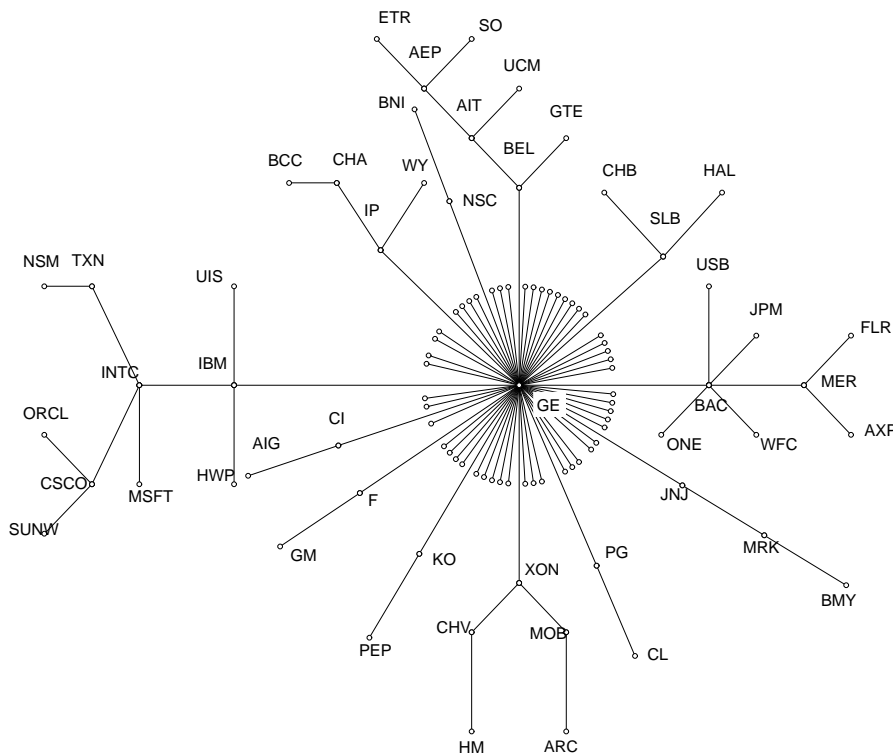 ETR
SO
AEP
UCM
BNI
AIT
GTE
BCC
CHA
WY
BEL
CHB
HAL
IP
NSC
SLB
NSM
TXN
UIS
USB
JPM
FLR
INTC
IBM
MER
GE
BAC
ORCL
CI
AIG
ONE
WFC
AXP
CSCO
MSFT
HWP
F
JNJ
SUNW
GM
KO
PG
MRK
XON
BMY
PEP
CHV
MOB
CL
HM
ARC